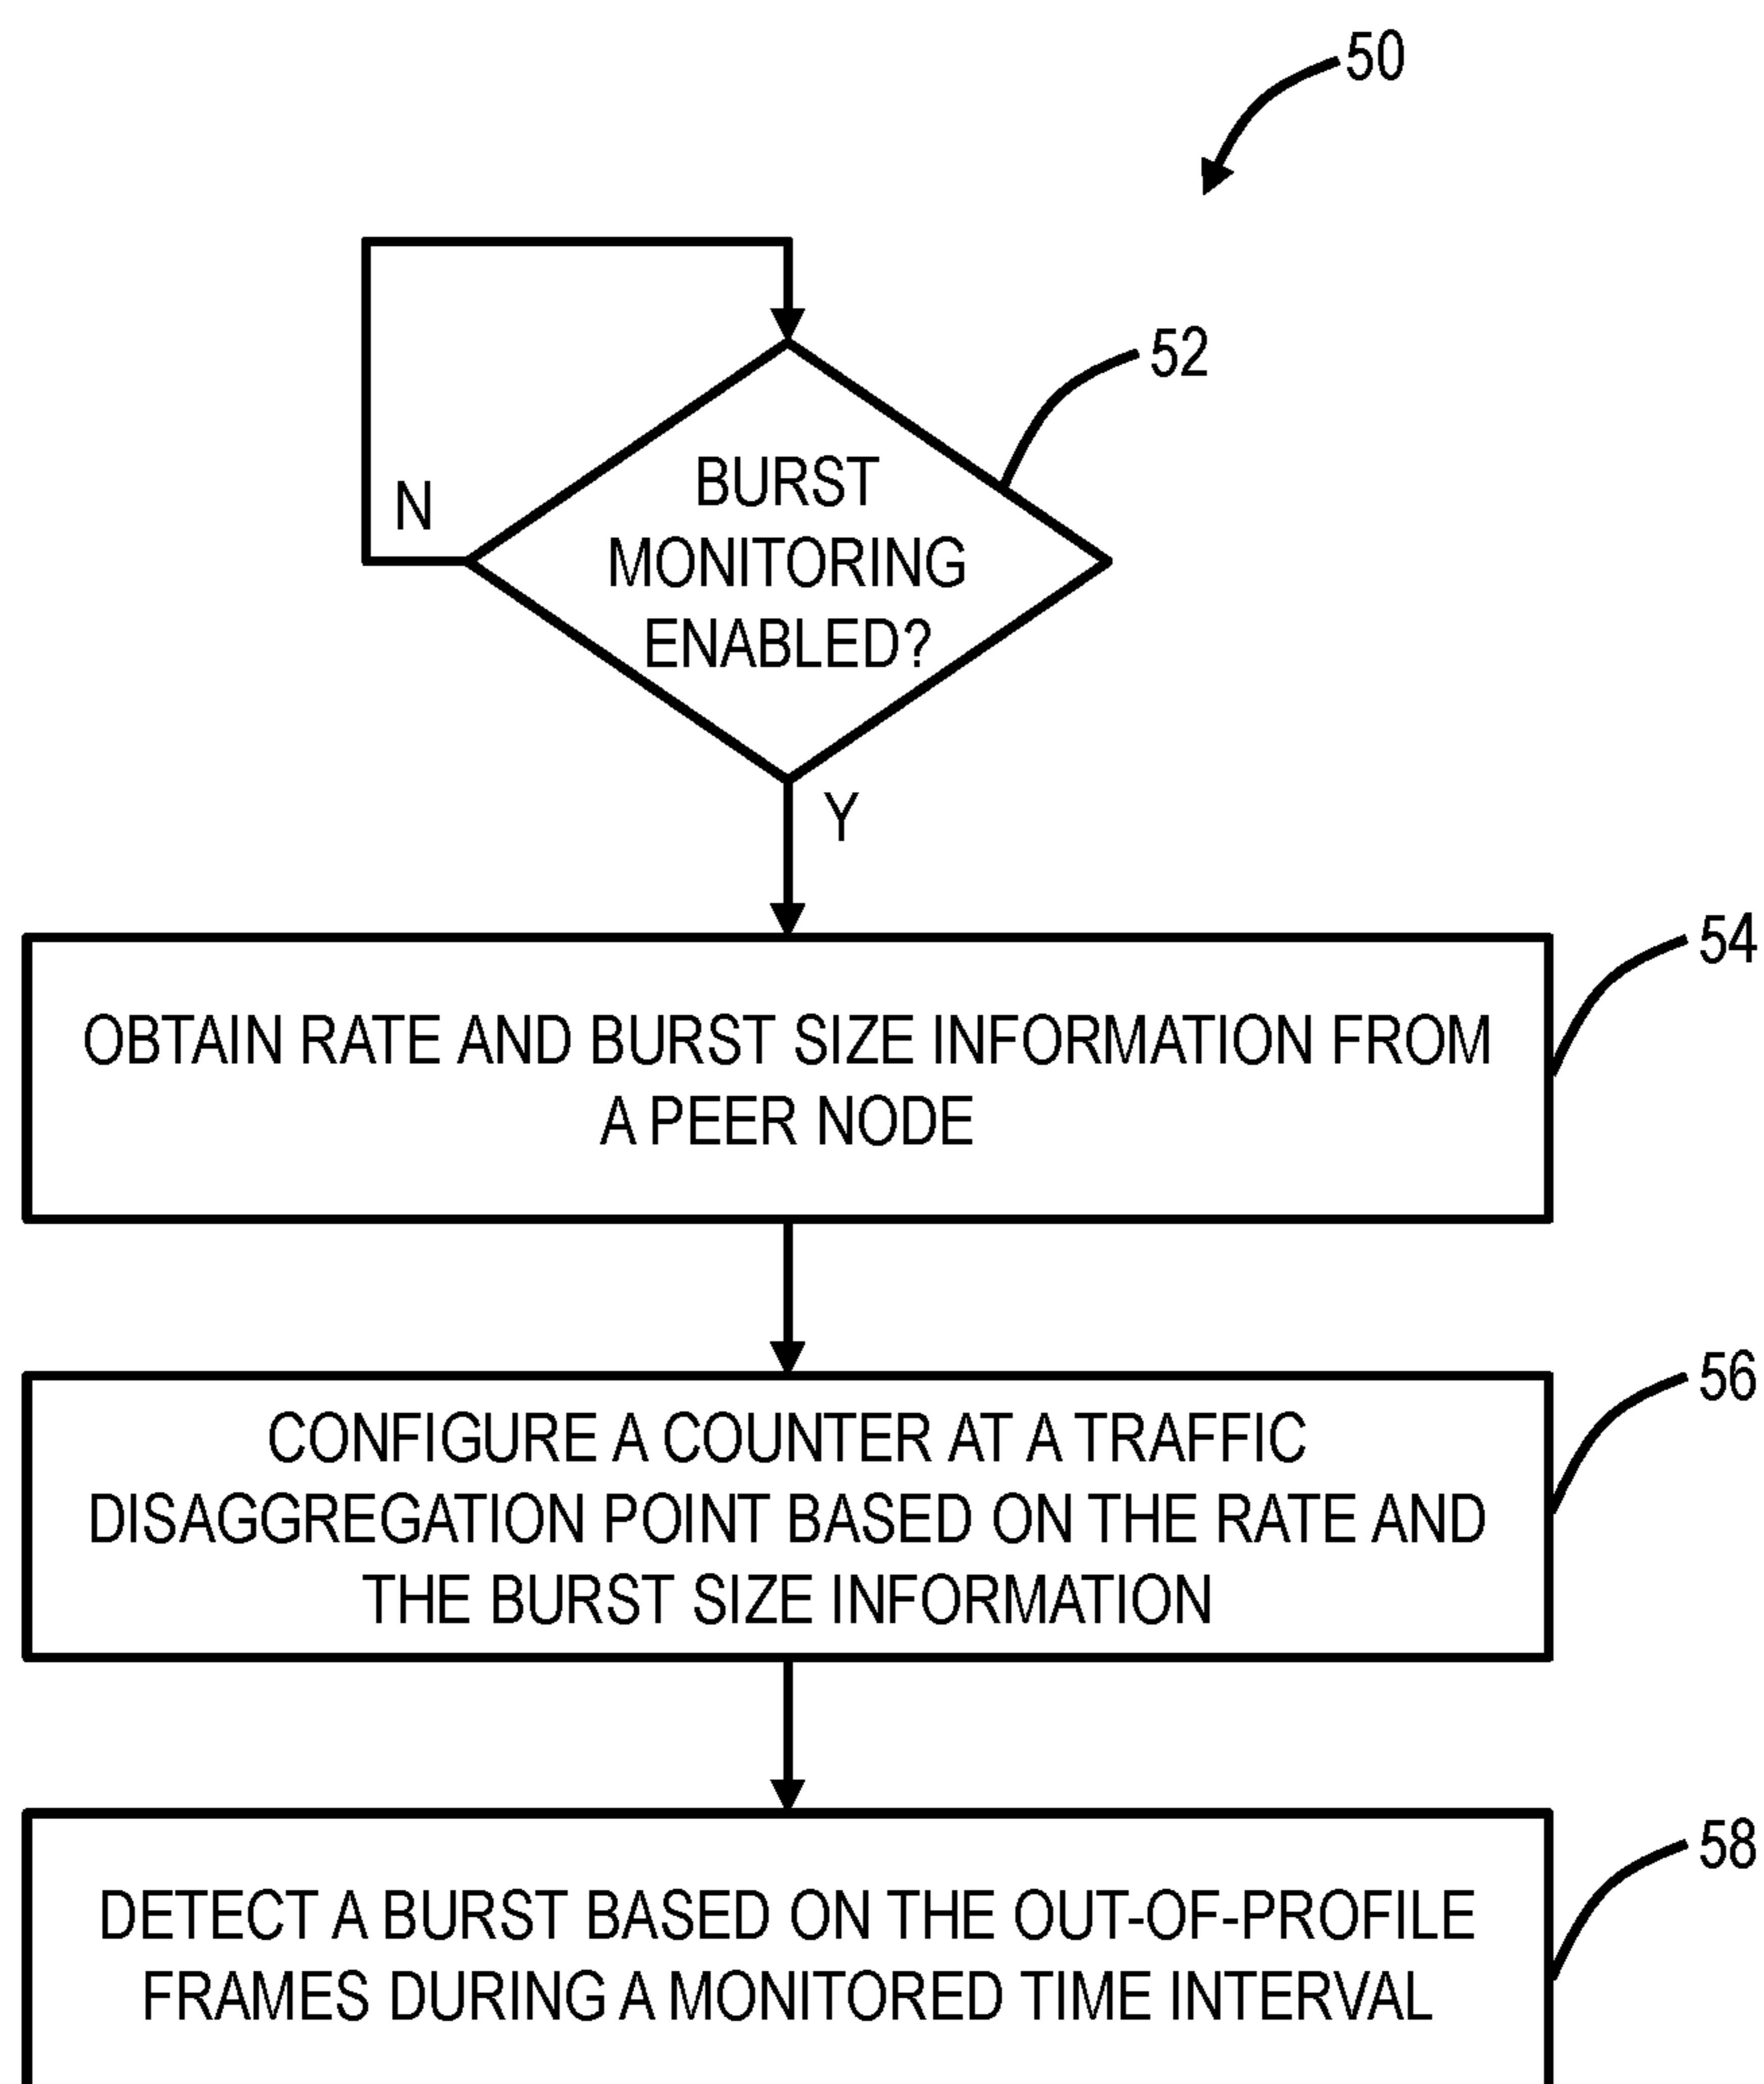 50
52
BURST
MONITORING
ENABLED?
N
Y
54
OBTAIN RATE AND BURST SIZE INFORMATION FROM
A PEER NODE
56
CONFIGURE A COUNTER AT A TRAFFIC
DISAGGREGATION POINT BASED ON THE RATE AND
THE BURST SIZE INFORMATION
58
DETECT A BURST BASED ON THE OUT-OF-PROFILE
FRAMES DURING A MONITORED TIME INTERVAL